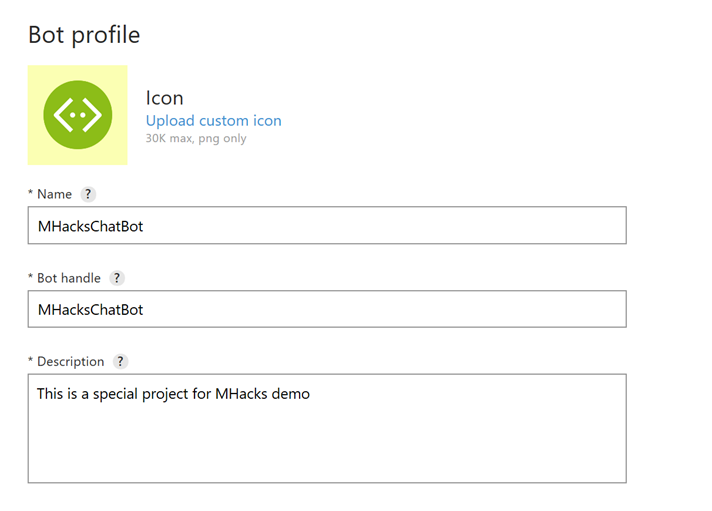 Bot profile
Icon
Upload custom icon
30K max, png only
* Name ?
MHacksChatBot
* Bot handle ?
MHacksChatBot
* Description ?
This is a special project for MHacks demo